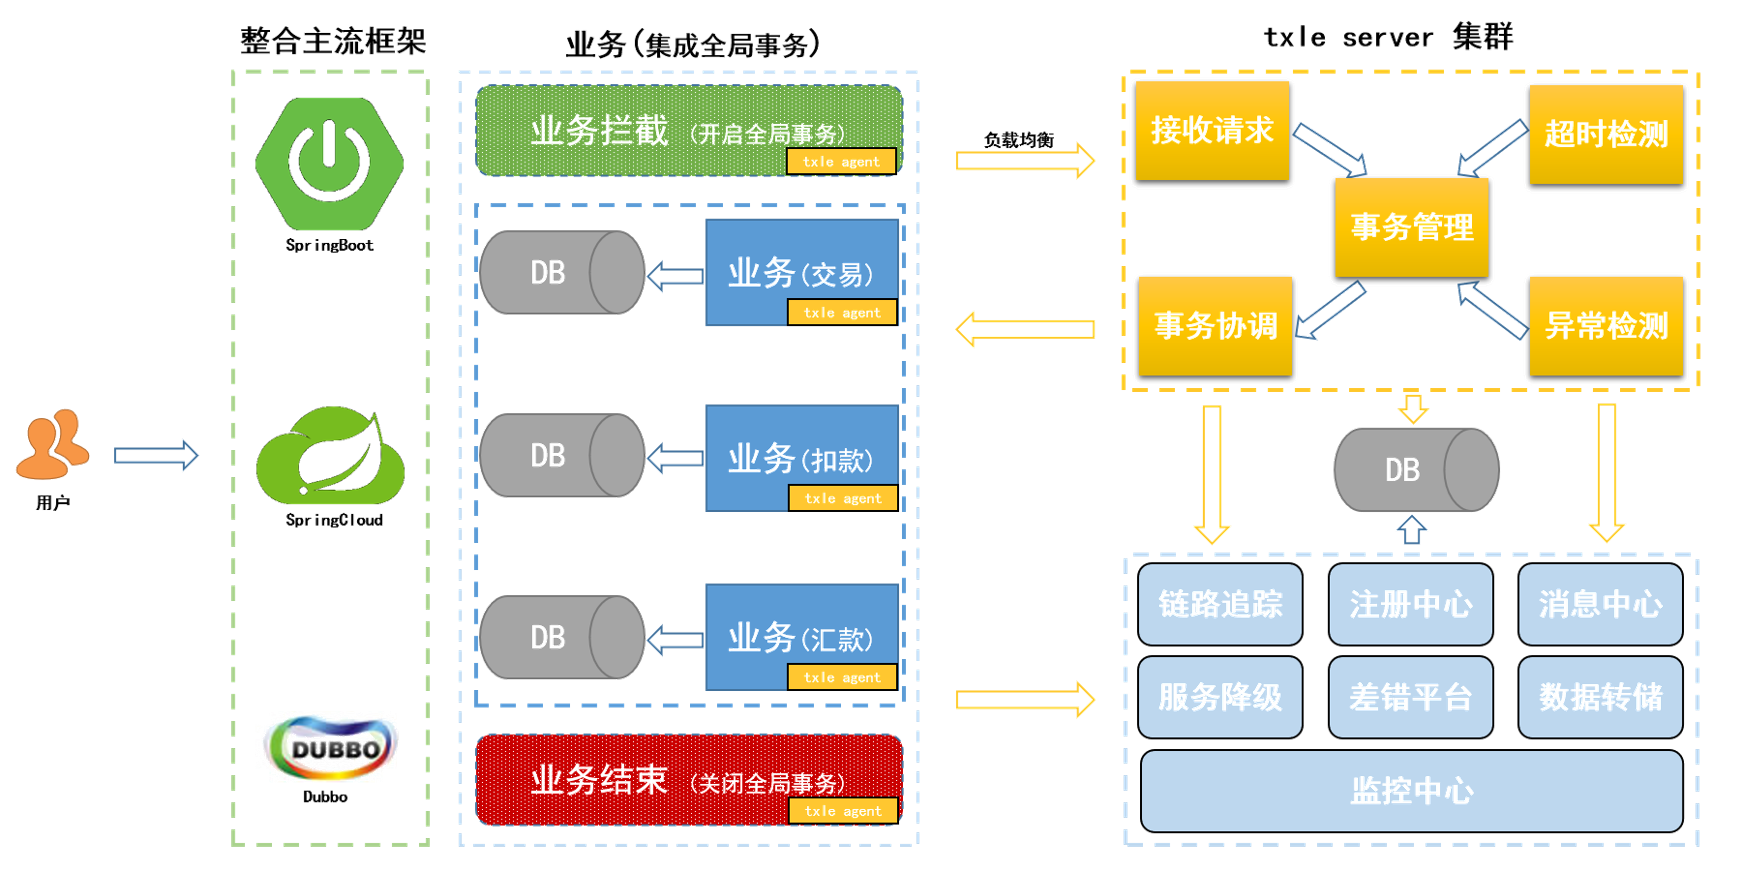 整合主流框架
SpringBoot
SpringCloud
DUBBO
Dubbo
用户
业务(集成全局事务)
业务拦截 (开启全局事务)
txle agent
DB
业务(交易)
txle agent
DB
业务(扣款)
txle agent
DB
业务(汇款)
txle agent
业务结束 (关闭全局事务)
txle agent
负载均衡
txle server 集群
接收请求
超时检测
事务管理
事务协调
异常检测
DB
链路追踪
注册中心
消息中心
服务降级
差错平台
数据转储
监控中心